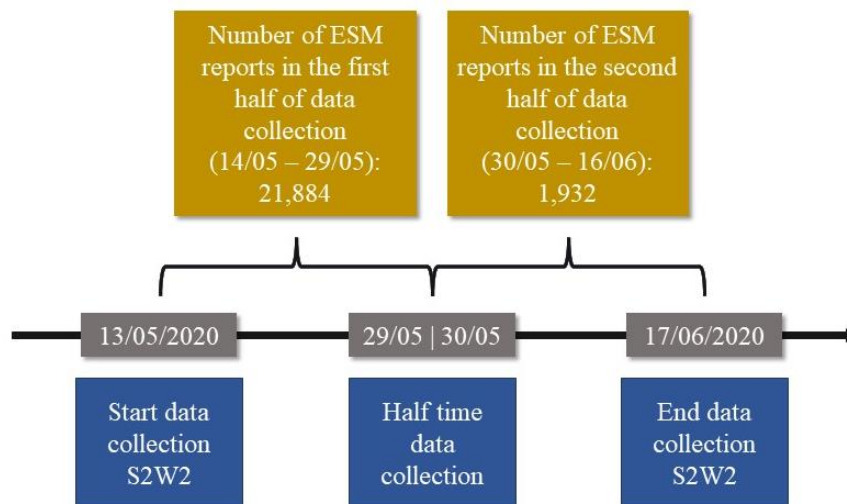 Number of ESM
reports in the first
half of data
collection
(14/05 – 29/05):
21,884
Number of ESM
reports in the second
half of data
collection
(30/05 – 16/06):
1,932
13/05/2020
29/05 | 30/05
17/06/2020
Start data
collection
S2W2
Half time
data
collection
End data
collection
S2W2